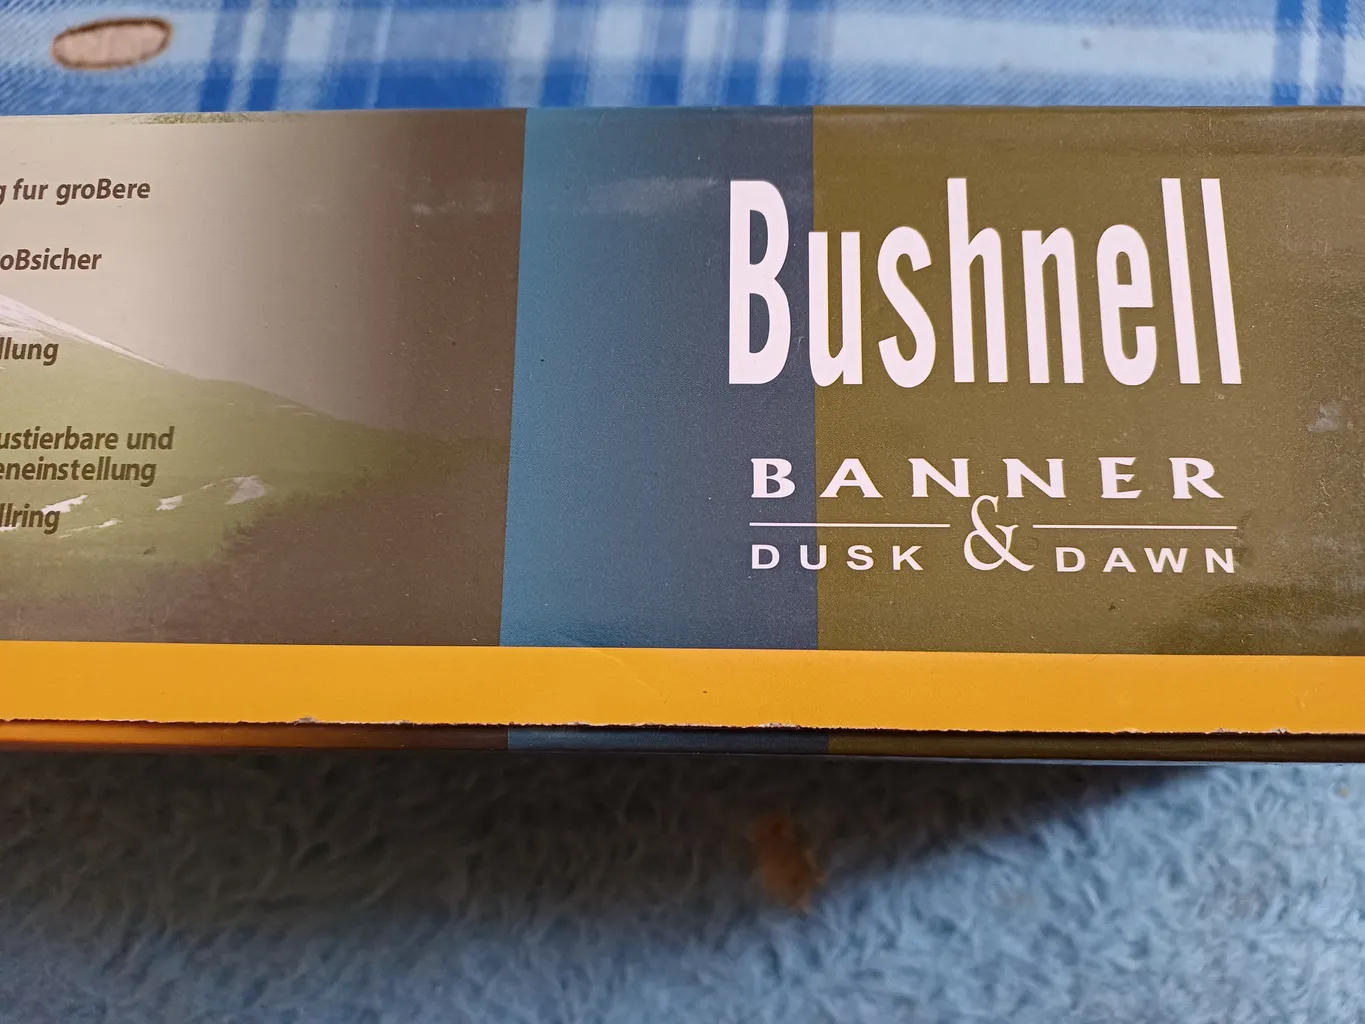 fur groBere
oBsicher
llung
ustierbare und
eneinstellung
llring
Bushnell
BANNER
DUSK & DAWN